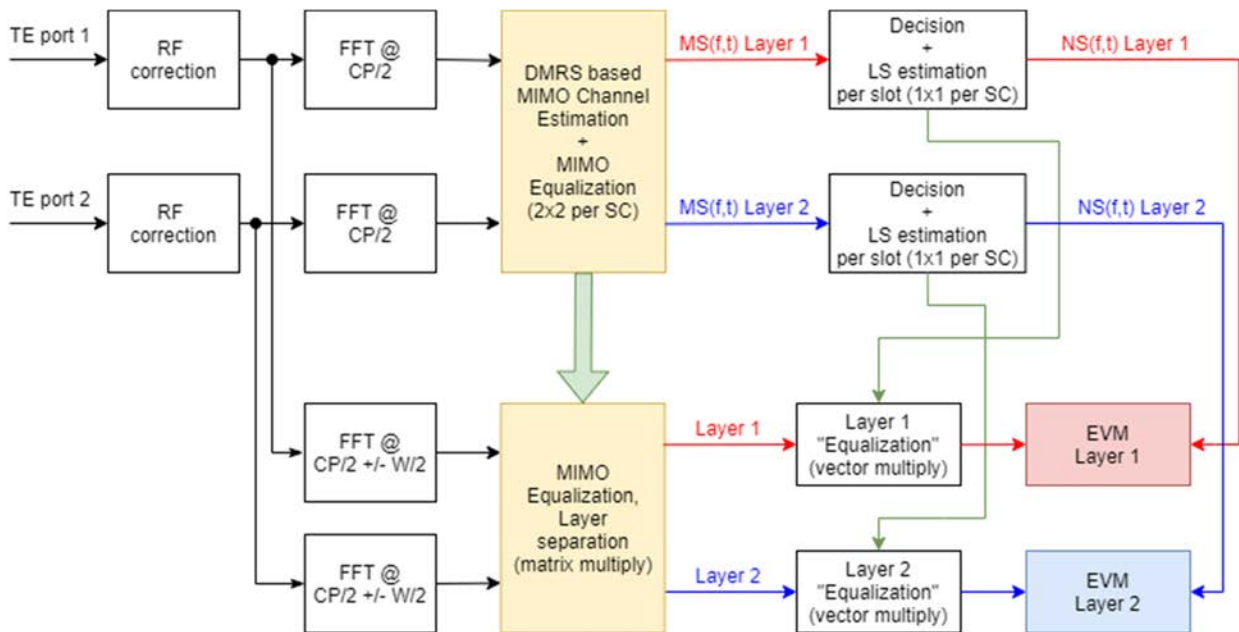 TE port 1
RF
correction
FFT @
CP/2
DMRS based
MIMO Channel
Estimation
+
MIMO
Equalization
(2x2 per SC)
MS(f,t) Layer 1
Decision
+
LS estimation
per slot (1x1 per SC)
NS(f,t) Layer 1
TE port 2
RF
correction
FFT @
CP/2
MS(f,t) Layer 2
Decision
+
LS estimation
per slot (1x1 per SC)
NS(f,t) Layer 2
FFT @
CP/2 +/- W/2
MIMO
Equalization,
Layer
separation
(matrix multiply)
Layer 1
Layer 1
"Equalization"
(vector multiply)
EVM
Layer 1
FFT @
CP/2 +/- W/2
Layer 2
Layer 2
"Equalization"
(vector multiply)
EVM
Layer 2